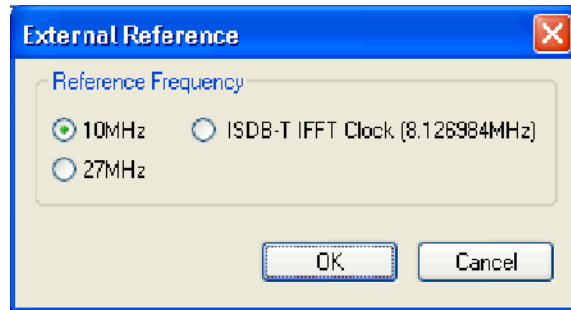 External Reference
Reference Frequency
10MHz ISDB-T IFFT Clock (8.126984MHz)
27MHz
OK Cancel